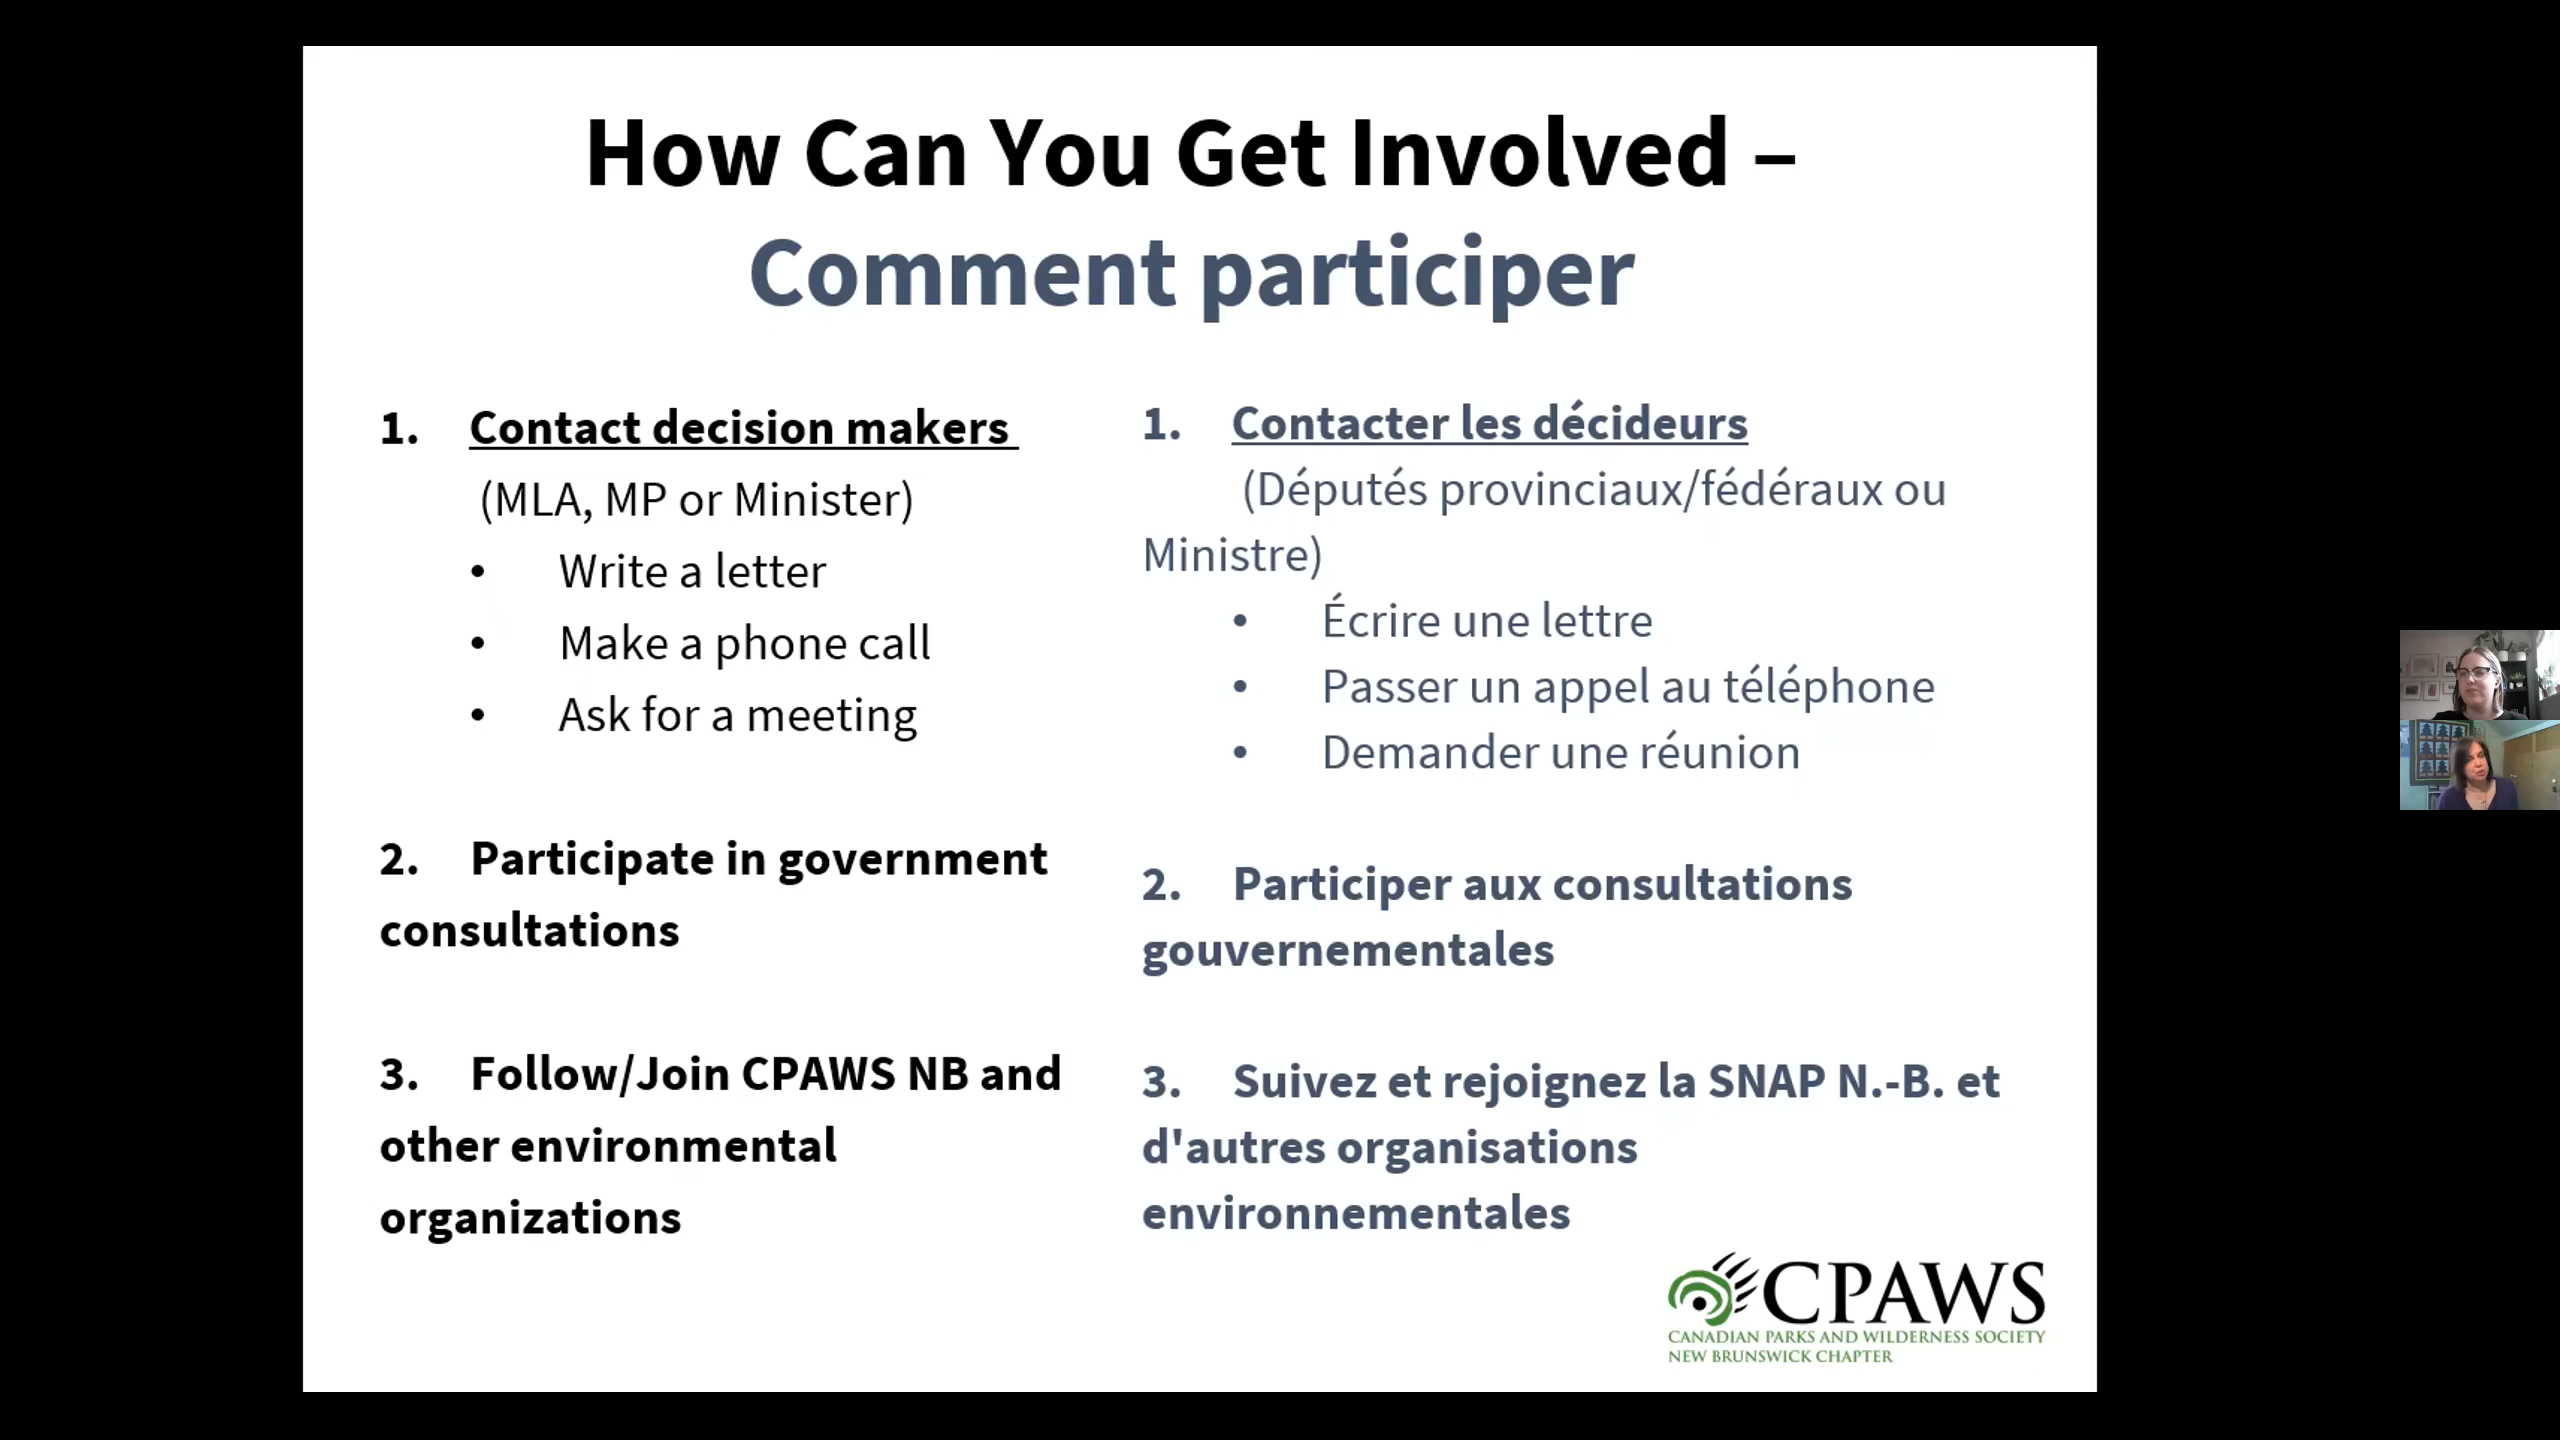 How Can You Get Involved –
Comment participer
1. Contact decision makers
(MLA, MP or Minister)
• Write a letter
• Make a phone call
• Ask for a meeting
2. Participate in government
consultations
3. Follow/Join CPAWS NB and
other environmental
organizations
1. Contacter les décideurs
(Députés provinciaux/fédéraux ou
Ministre)
• Écrire une lettre
• Passer un appel au téléphone
• Demander une réunion
2. Participer aux consultations
gouvernementales
3. Suivez et rejoignez la SNAP N.-B. et
d'autres organisations
environnementales
CPAWS
CANADIAN PARKS AND WILDERNESS SOCIETY
NEW BRUNSWICK CHAPTER